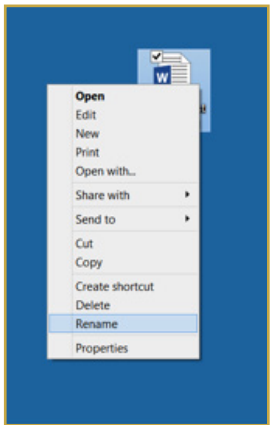 W
Open
Edit
New
Print
Open with...
Share with
Send to
Cut
Copy
Create shortcut
Delete
Rename
Properties